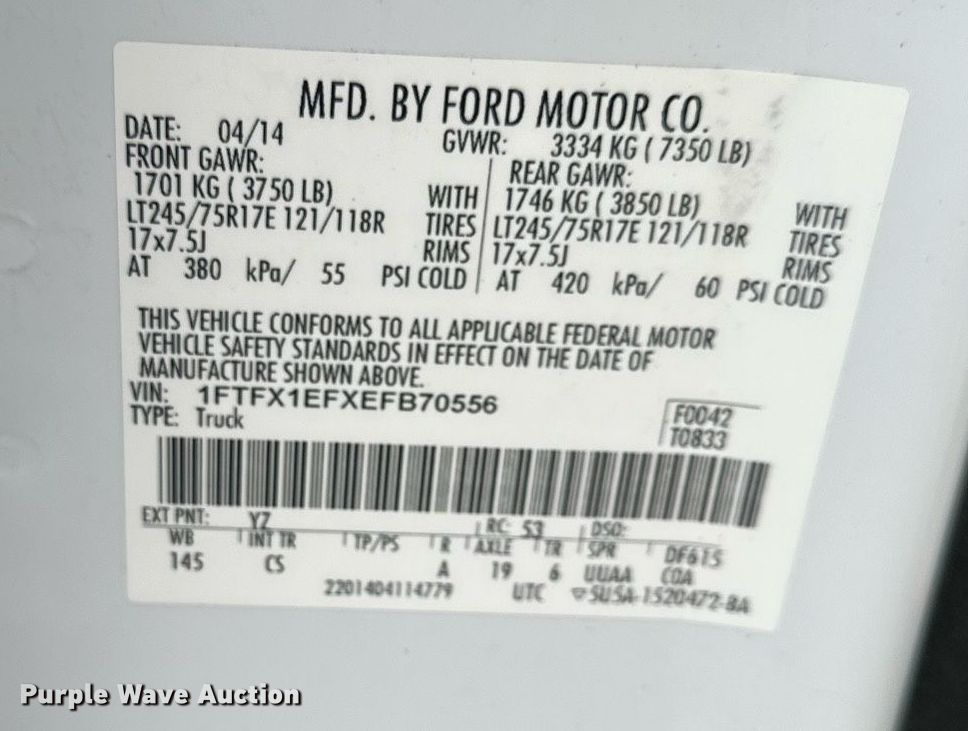 MFD. BY FORD MOTOR CO.
DATE: 04/14 GVWR: 3334 KG ( 7350 LB)
FRONT GAWR: REAR GAWR:
1701 KG ( 3750 LB) WITH 1746 KG ( 3850 LB) WITH
LT245/75R17E 121/118R TIRES LT245/75R17E 121/118R TIRES
17x7.5J RIMS 17x7.5J RIMS
AT 380 kPa/ 55 PSI COLD AT 420 kPa/ 60 PSI COLD
THIS VEHICLE CONFORMS TO ALL APPLICABLE FEDERAL MOTOR
VEHICLE SAFETY STANDARDS IN EFFECT ON THE DATE OF
MANUFACTURE SHOWN ABOVE.
VIN: 1FTFX1EFXEFB70556
TYPE: Truck
F0042
T0833
EXT PNT: YZ RC: 53 DSO:
WB INT TR TP/PS R AXLE TR SPR DF615
145 CS A 19 6 UUAA COA
2201404114779 UTC ▽SU5A-1520472-BA
Purple Wave Auction